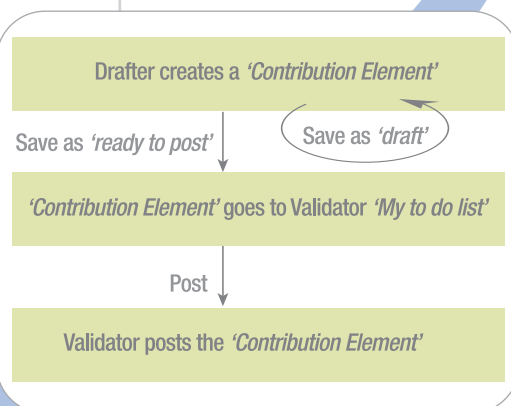 Drafter creates a 'Contribution Element'
Save as 'ready to post'
Save as 'draft'
'Contribution Element' goes to Validator 'My to do list'
Post
Validator posts the 'Contribution Element'